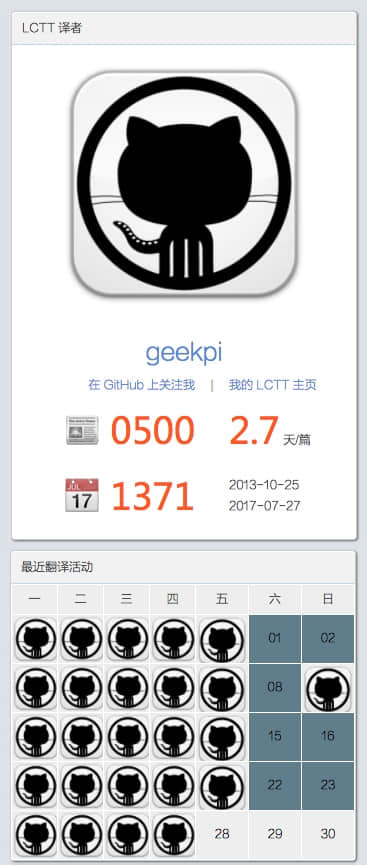 LCTT 译者
geekpi
在 GitHub 上关注我 | 我的 LCTT 主页
0500 2.7 天/篇
JUL 17 1371 2013-10-25
2017-07-27
最近翻译活动
一 二 三 四 五 六 日
01 02
08
15 16
22 23
28 29 30